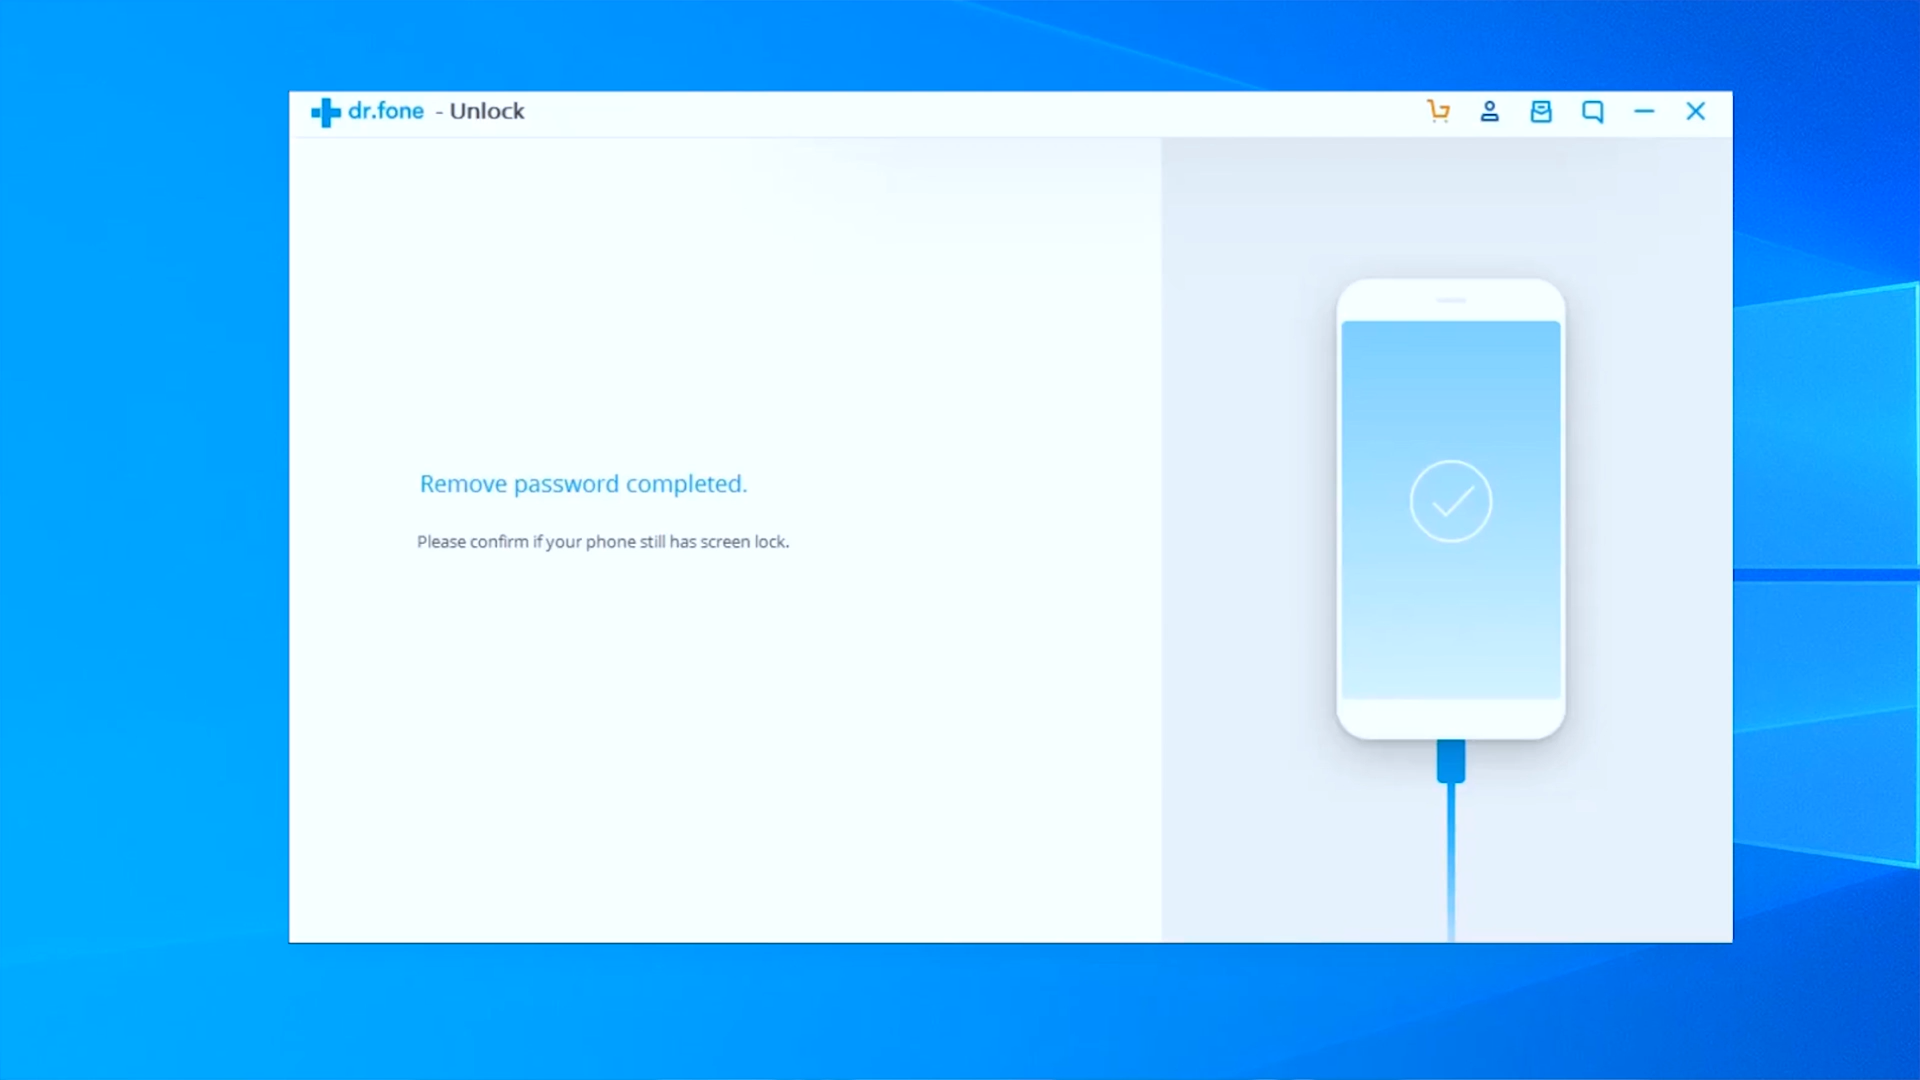 dr.fone - Unlock
Remove password completed.
Please confirm if your phone still has screen lock.